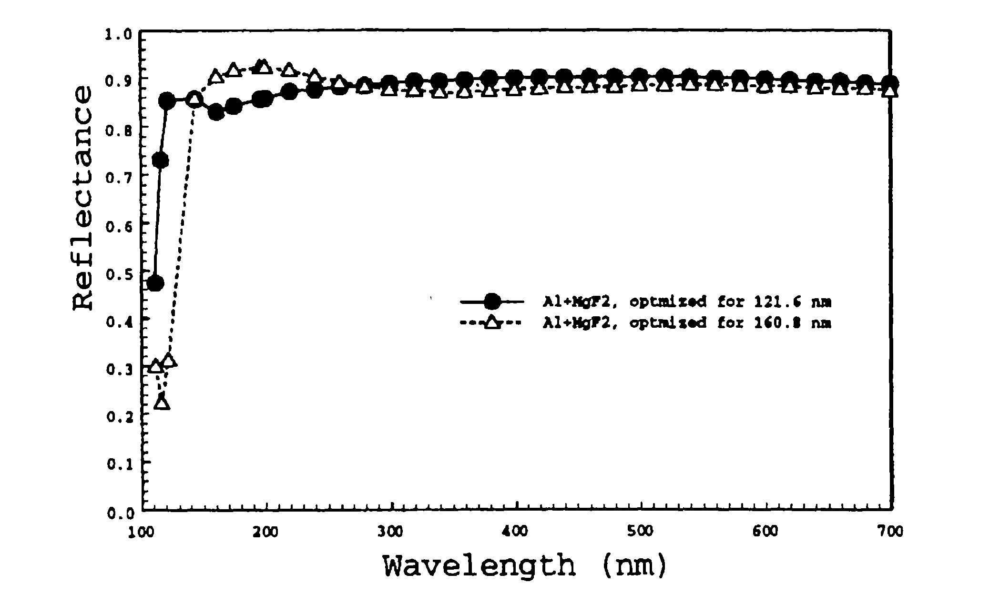 1.0
0.9
0.8
0.7
0.6
0.5
0.4
0.3
0.2
0.1
0.0
Reflectance
Al+MgF2, optmized for 121.6 nm
Al+MgF2, optmized for 160.8 nm
100 200 300 400 500 600 700
Wavelength (nm)